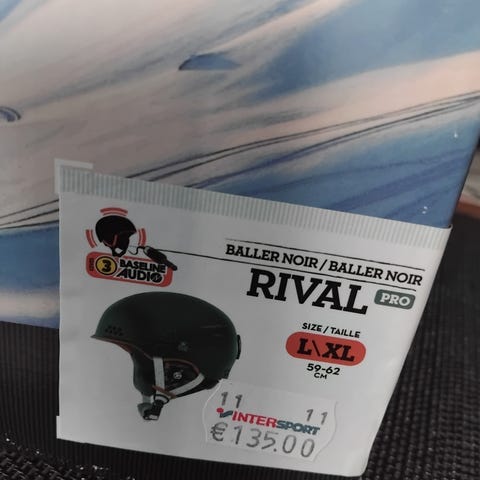 3
BASELINE
AUDIO
BALLER NOIR / BALLER NOIR
RIVAL PRO
SIZE / TAILLE
L\XL
59-62
CM
11 11
INTERSPORT
€135.00